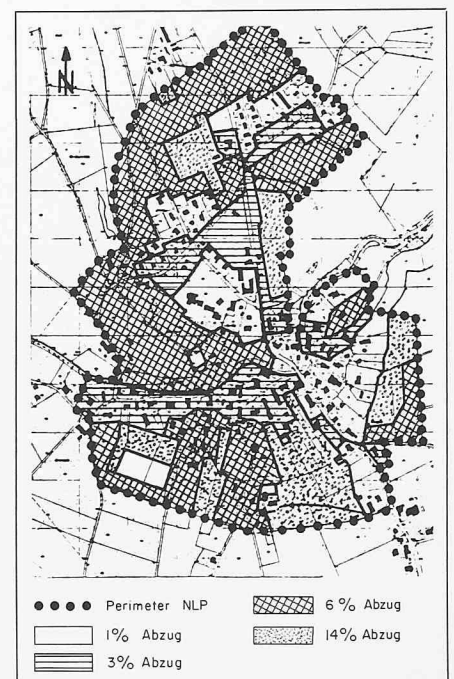 N
Perimeter NLP
1% Abzug
3% Abzug
6% Abzug
14% Abzug